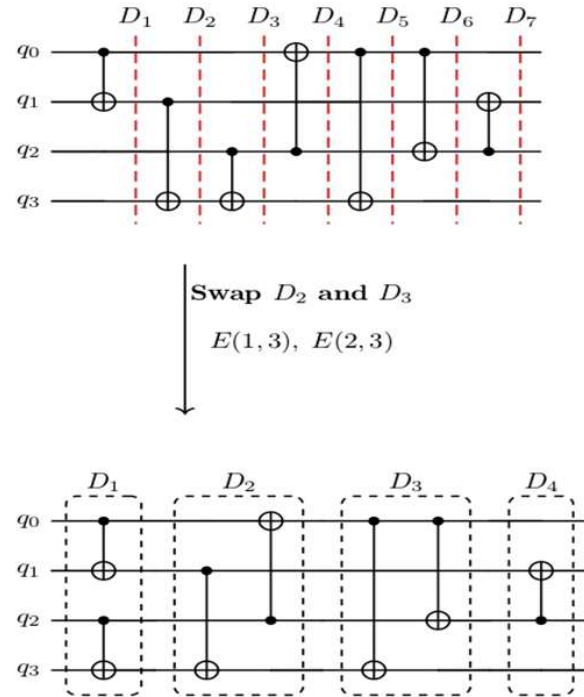 D₁ D₂ D₃ D₄ D₅ D₆ D₇
q₀
q₁
q₂
q₃
Swap D₂ and D₃
E(1, 3), E(2, 3)
D₁ D₂ D₃ D₄
q₀
q₁
q₂
q₃